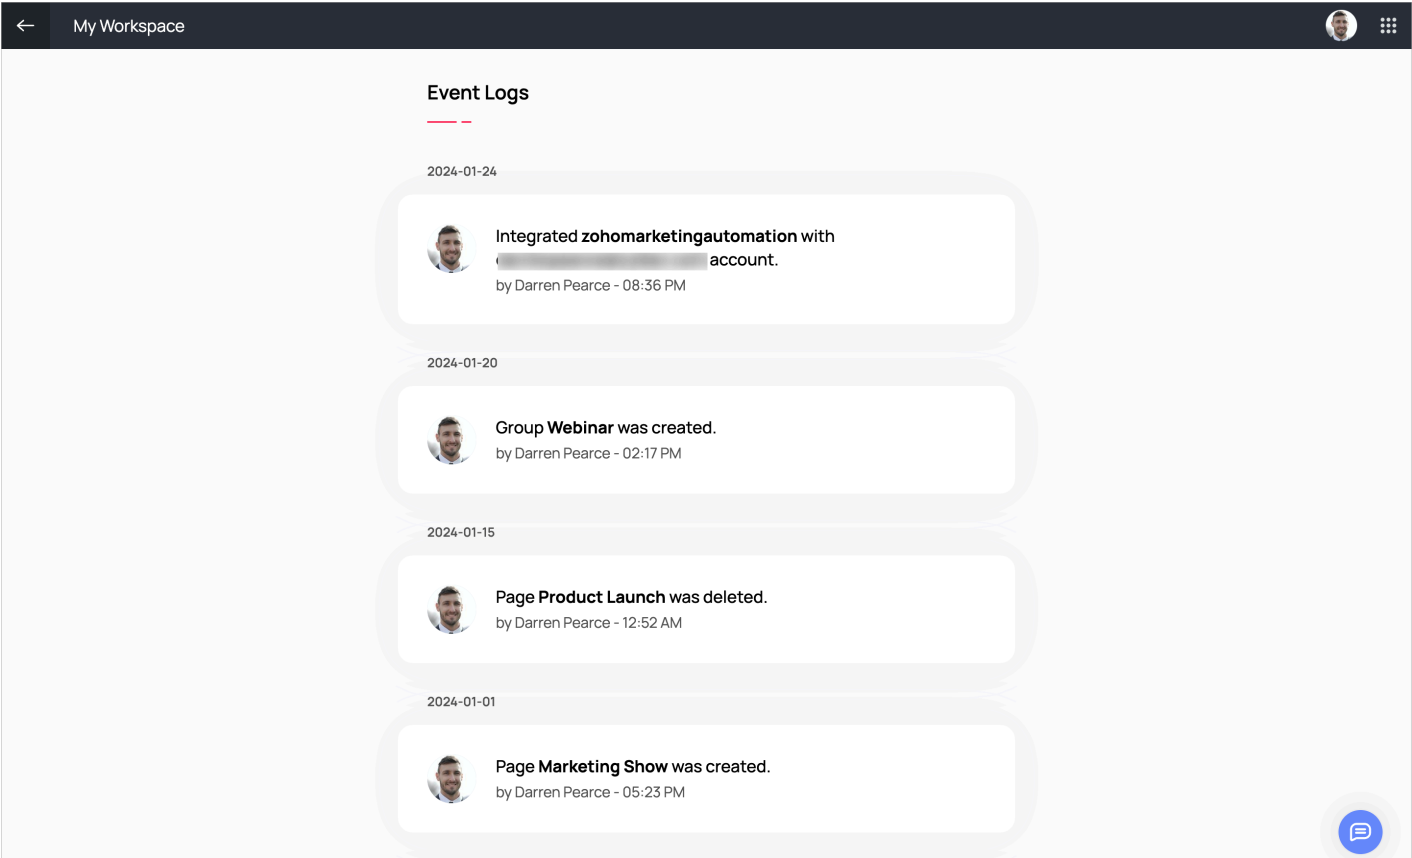 My Workspace
Event Logs
2024-01-24
Integrated zohomarketingautomation with
account.
by Darren Pearce - 08:36 PM
2024-01-20
Group Webinar was created.
by Darren Pearce - 02:17 PM
2024-01-15
Page Product Launch was deleted.
by Darren Pearce - 12:52 AM
2024-01-01
Page Marketing Show was created.
by Darren Pearce - 05:23 PM